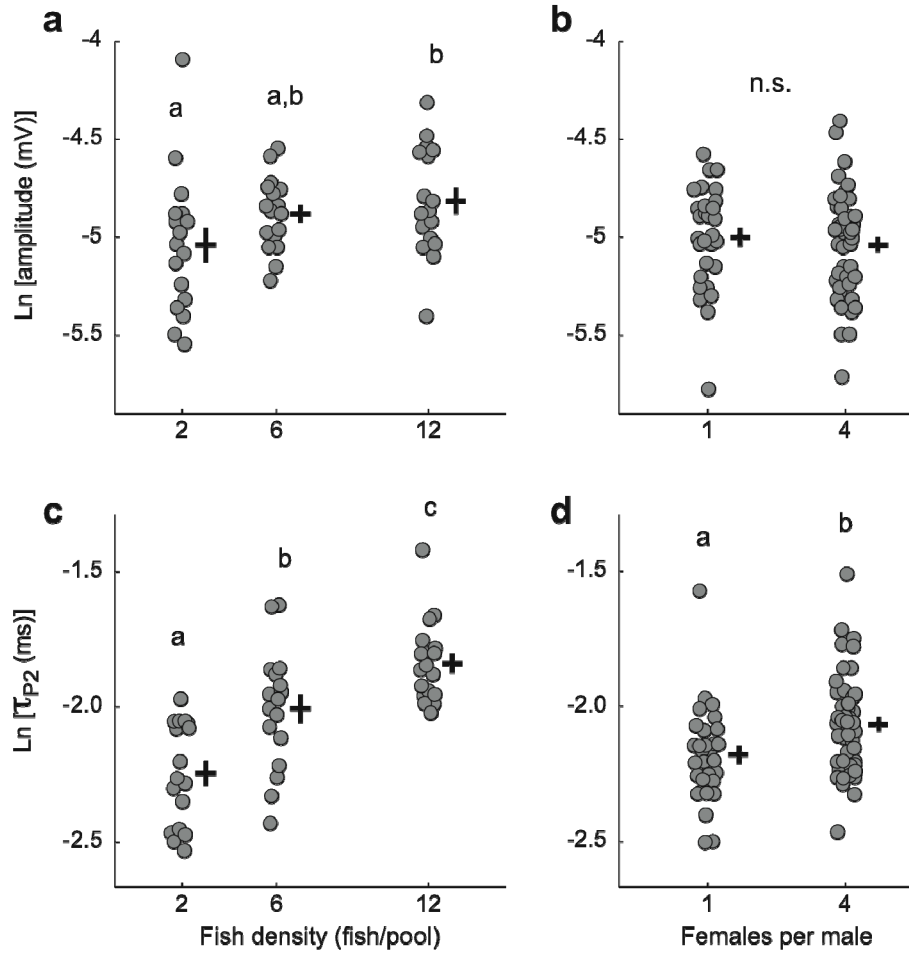 a
b
-4
-4.5
-5
-5.5
Ln [amplitude (mV)]
a
a,b
b
2
6
12
n.s.
1
4
c
d
-1.5
-2.0
-2.5
Ln [τP2 (ms)]
a
b
c
2
6
12
Fish density (fish/pool)
-4
-4.5
-5
-5.5
a
b
-1.5
-2.0
-2.5
1
4
Females per male